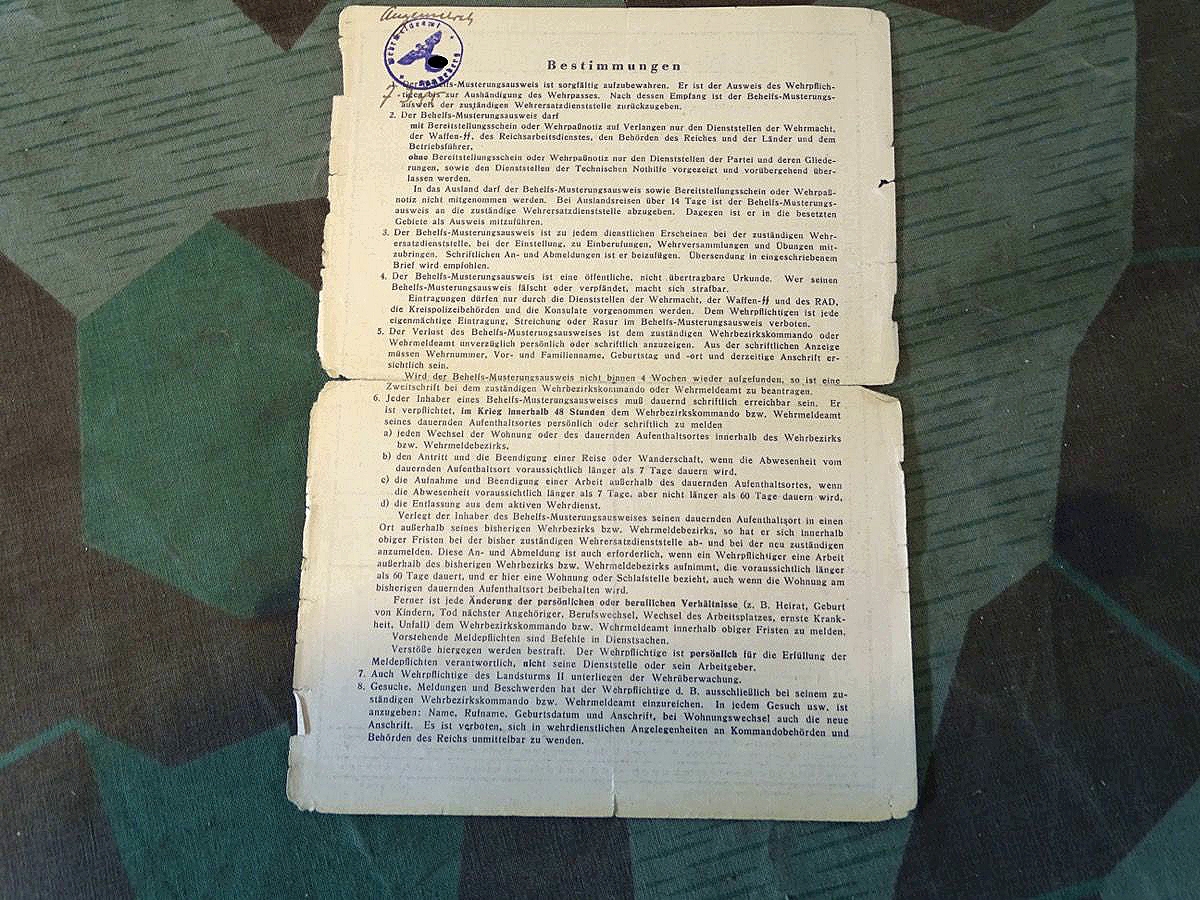 Wehrmeldeamt
Bestimmungen
1. Der Behelfs-Musterungsausweis ist sorgfältig aufzubewahren. Er ist der Ausweis des Wehrpflich-
tigen bis zur Aushändigung des Wehrpasses. Nach dessen Empfang ist der Behelfs-Musterungs-
ausweis der zuständigen Wehrersatzdienststelle zurückzugeben.
2. Der Behelfs-Musterungsausweis darf
mit Bereitstellungsschein oder Wehrpaßnotiz auf Verlangen nur den Dienststellen der Wehrmacht,
der Waffen-ᛋᛋ, des Reichsarbeitsdienstes, den Behörden des Reiches und der Länder und dem
Betriebsführer,
ohne Bereitstellungsschein oder Wehrpaßnotiz nur den Dienststellen der Partei und deren Gliede-
rungen, sowie den Dienststellen der Technischen Nothilfe vorgezeigt und vorübergehend über-
lassen werden.
In das Ausland darf der Behelfs-Musterungsausweis sowie Bereitstellungsschein oder Wehrpaß-
notiz nicht mitgenommen werden. Bei Auslandsreisen über 14 Tage ist der Behelfs-Musterungs-
ausweis an die zuständige Wehrersatzdienststelle abzugeben. Dagegen ist er in die besetzten
Gebiete als Ausweis mitzuführen.
3. Der Behelfs-Musterungsausweis ist zu jedem dienstlichen Erscheinen bei der zuständigen Wehr-
ersatzdienststelle, bei der Einstellung, zu Einberufungen, Wehrversammlungen und Übungen mit-
zubringen. Schriftlichen An- und Abmeldungen ist er beizufügen. Übersendung in eingeschriebenem
Brief wird empfohlen.
4. Der Behelfs-Musterungsausweis ist eine öffentliche, nicht übertragbare Urkunde. Wer seinen
Behelfs-Musterungsausweis fälscht oder verpfändet, macht sich strafbar.
Eintragungen dürfen nur durch die Dienststellen der Wehrmacht, der Waffen-ᛋᛋ und des RAD,
die Kreispolizeibehörden und die Konsulate vorgenommen werden. Dem Wehrpflichtigen ist jede
eigenmächtige Eintragung, Streichung oder Rasur im Behelfs-Musterungsausweis verboten.
5. Der Verlust des Behelfs-Musterungsausweises ist dem zuständigen Wehrbezirkskommando oder
Wehrmeldeamt unverzüglich persönlich oder schriftlich anzuzeigen. Aus der schriftlichen Anzeige
müssen Wehrnummer, Vor- und Familienname, Geburtstag und -ort und derzeitige Anschrift er-
sichtlich sein.
Wird der Behelfs-Musterungsausweis nicht binnen 4 Wochen wieder aufgefunden, so ist eine
Zweitschrift bei dem zuständigen Wehrbezirkskommando oder Wehrmeldeamt zu beantragen.
6. Jeder Inhaber eines Behelfs-Musterungsausweises muß dauernd schriftlich erreichbar sein. Er
ist verpflichtet, im Krieg innerhalb 48 Stunden dem Wehrbezirkskommando bzw. Wehrmeldeamt
seines dauernden Aufenthaltsortes persönlich oder schriftlich zu melden
a) jeden Wechsel der Wohnung oder des dauernden Aufenthaltsortes innerhalb des Wehrbezirks
bzw. Wehrmeldebezirks,
b) den Antritt und die Beendigung einer Reise oder Wanderschaft, wenn die Abwesenheit vom
dauernden Aufenthaltsort voraussichtlich länger als 7 Tage dauern wird,
c) die Aufnahme und Beendigung einer Arbeit außerhalb des dauernden Aufenthaltsortes, wenn
die Abwesenheit voraussichtlich länger als 7 Tage, aber nicht länger als 60 Tage dauern wird,
d) die Entlassung aus dem aktiven Wehrdienst.
Verlegt der Inhaber des Behelfs-Musterungsausweises seinen dauernden Aufenthaltsort in einen
Ort außerhalb seines bisherigen Wehrbezirks bzw. Wehrmeldebezirks, so hat er sich innerhalb
obiger Fristen bei der bisher zuständigen Wehrersatzdienststelle ab- und bei der neu zuständigen
anzumelden. Diese An- und Abmeldung ist auch erforderlich, wenn ein Wehrpflichtiger eine Arbeit
außerhalb des bisherigen Wehrbezirks bzw. Wehrmeldebezirks aufnimmt, die voraussichtlich länger
als 60 Tage dauert, und er hier eine Wohnung oder Schlafstelle bezieht, auch wenn die Wohnung am
bisherigen dauernden Aufenthaltsort beibehalten wird.
Ferner ist jede Änderung der persönlichen oder beruflichen Verhältnisse (z. B. Heirat, Geburt
von Kindern, Tod nächster Angehöriger, Berufswechsel, Wechsel des Arbeitsplatzes, ernste Krank-
heit, Unfall) dem Wehrbezirkskommando bzw. Wehrmeldeamt innerhalb obiger Fristen zu melden.
Vorstehende Meldepflichten sind Befehle in Dienstsachen.
Verstöße hiergegen werden bestraft. Der Wehrpflichtige ist persönlich für die Erfüllung der
Meldepflichten verantwortlich, nicht seine Dienststelle oder sein Arbeitgeber.
7. Auch Wehrpflichtige des Landsturms II unterliegen der Wehrüberwachung.
8. Gesuche, Meldungen und Beschwerden hat der Wehrpflichtige d. B. ausschließlich bei seinem zu-
ständigen Wehrbezirkskommando bzw. Wehrmeldeamt einzureichen. In jedem Gesuch usw. ist
anzugeben: Name, Rufname, Geburtsdatum und Anschrift, bei Wohnungswechsel auch die neue
Anschrift. Es ist verboten, sich in wehrdienstlichen Angelegenheiten an Kommandobehörden und
Behörden des Reichs unmittelbar zu wenden.